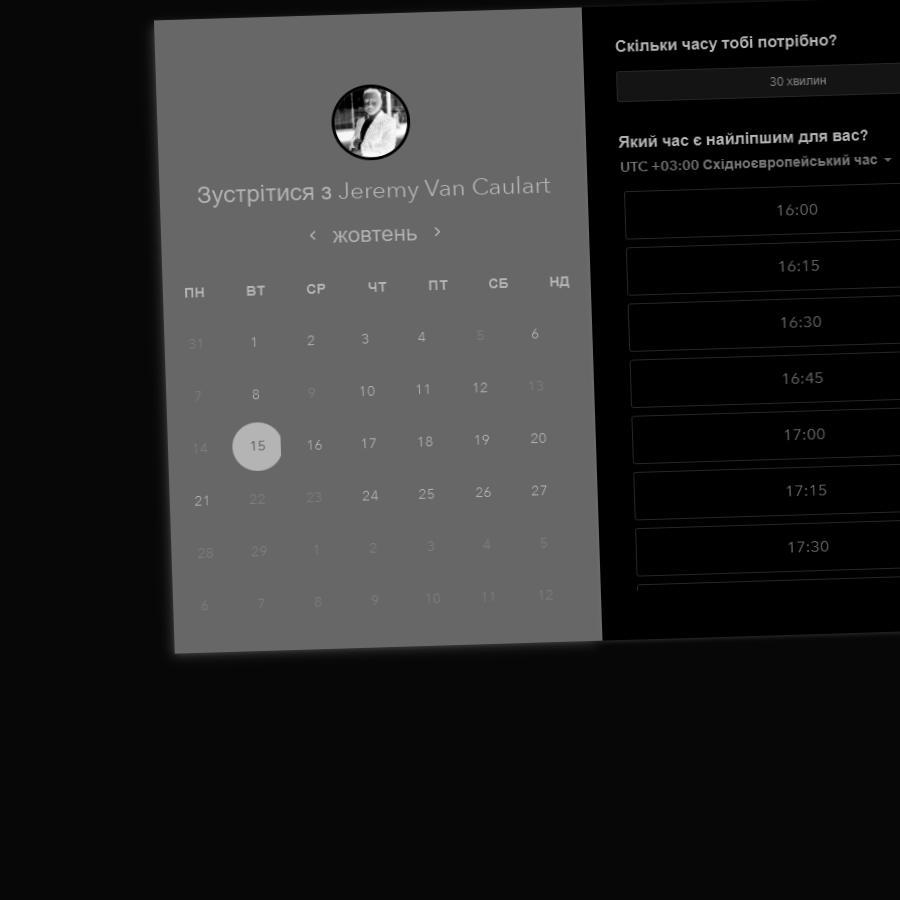 Зустрітися з Jeremy Van Caulart
‹ жовтень ›
ПН ВТ СР ЧТ ПТ СБ НД
31 1 2 3 4 5 6
7 8 9 10 11 12 13
14 15 16 17 18 19 20
21 22 23 24 25 26 27
28 29 1 2 3 4 5
6 7 8 9 10 11 12
Скільки часу тобі потрібно?
30 хвилин
Який час є найліпшим для вас?
UTC +03:00 Східноєвропейський час
16:00
16:15
16:30
16:45
17:00
17:15
17:30